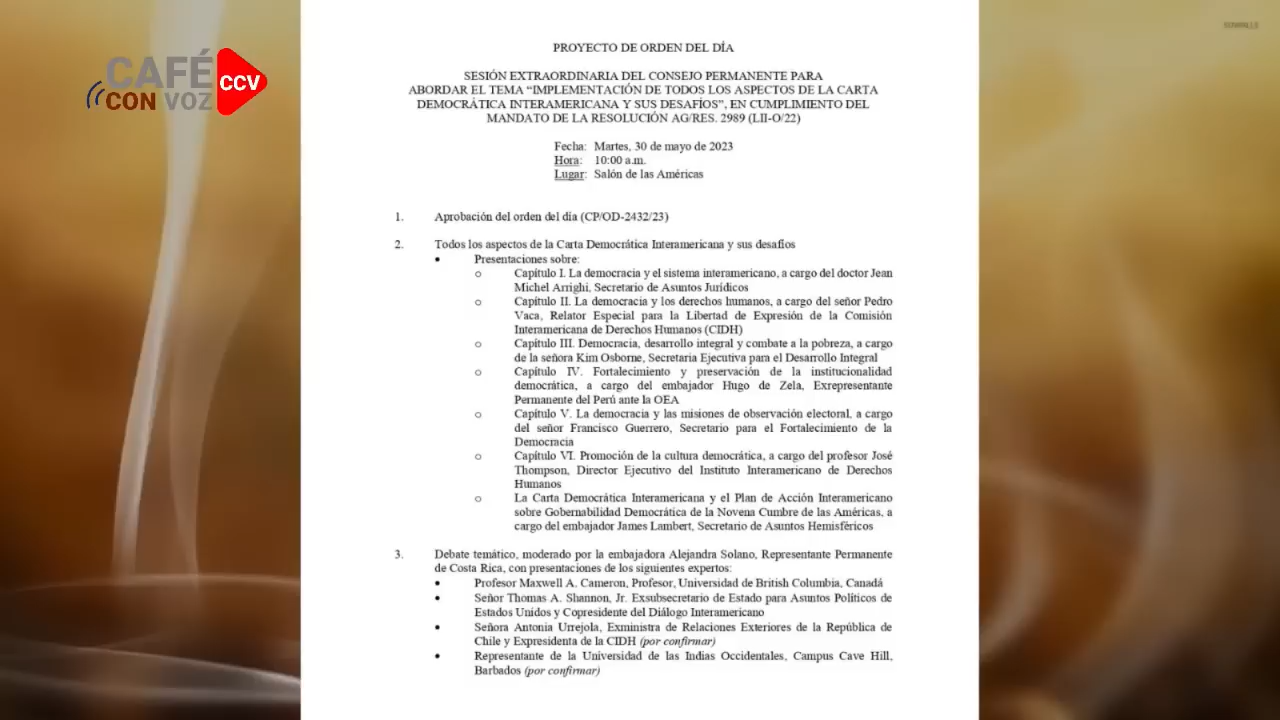 CAFÉ
CON VOZ
CCV
PROYECTO DE ORDEN DEL DÍA
SESIÓN EXTRAORDINARIA DEL CONSEJO PERMANENTE PARA
ABORDAR EL TEMA “IMPLEMENTACIÓN DE TODOS LOS ASPECTOS DE LA CARTA
DEMOCRÁTICA INTERAMERICANA Y SUS DESAFÍOS”, EN CUMPLIMIENTO DEL
MANDATO DE LA RESOLUCIÓN AG/RES. 2989 (LII-O/22)
Fecha: Martes, 30 de mayo de 2023
Hora: 10:00 a.m.
Lugar: Salón de las Américas
1. Aprobación del orden del día (CP/OD-2432/23)
2. Todos los aspectos de la Carta Democrática Interamericana y sus desafíos
• Presentaciones sobre:
o Capítulo I. La democracia y el sistema interamericano, a cargo del doctor Jean
Michel Arrighi, Secretario de Asuntos Jurídicos
o Capítulo II. La democracia y los derechos humanos, a cargo del señor Pedro
Vaca, Relator Especial para la Libertad de Expresión de la Comisión
Interamericana de Derechos Humanos (CIDH)
o Capítulo III. Democracia, desarrollo integral y combate a la pobreza, a cargo
de la señora Kim Osborne, Secretaria Ejecutiva para el Desarrollo Integral
o Capítulo IV. Fortalecimiento y preservación de la institucionalidad
democrática, a cargo del embajador Hugo de Zela, Exrepresentante
Permanente del Perú ante la OEA
o Capítulo V. La democracia y las misiones de observación electoral, a cargo
del señor Francisco Guerrero, Secretario para el Fortalecimiento de la
Democracia
o Capítulo VI. Promoción de la cultura democrática, a cargo del profesor José
Thompson, Director Ejecutivo del Instituto Interamericano de Derechos
Humanos
o La Carta Democrática Interamericana y el Plan de Acción Interamericano
sobre Gobernabilidad Democrática de la Novena Cumbre de las Américas, a
cargo del embajador James Lambert, Secretario de Asuntos Hemisféricos
3. Debate temático, moderado por la embajadora Alejandra Solano, Representante Permanente
de Costa Rica, con presentaciones de los siguientes expertos:
• Profesor Maxwell A. Cameron, Profesor, Universidad de British Columbia, Canadá
• Señor Thomas A. Shannon, Jr. Exsubsecretario de Estado para Asuntos Políticos de
Estados Unidos y Copresidente del Diálogo Interamericano
• Señora Antonia Urrejola, Exministra de Relaciones Exteriores de la República de
Chile y Expresidenta de la CIDH (por confirmar)
• Representante de la Universidad de las Indias Occidentales, Campus Cave Hill,
Barbados (por confirmar)